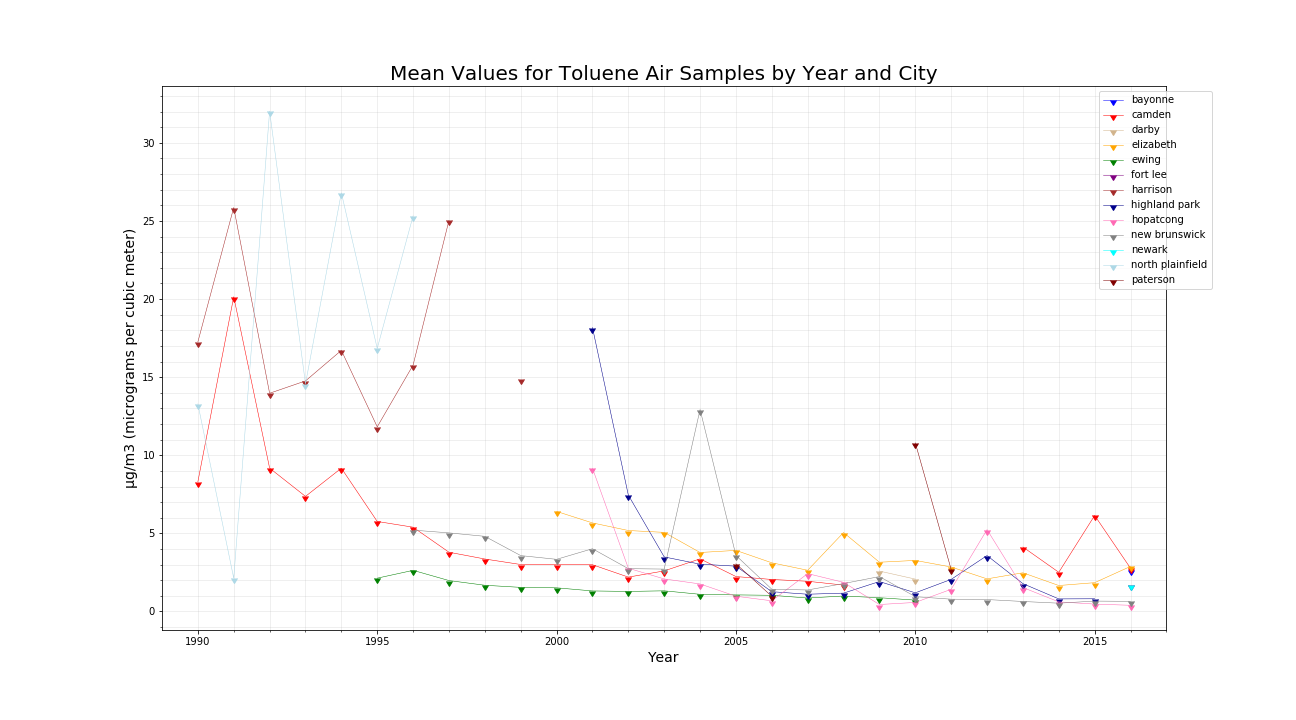 Mean Values for Toluene Air Samples by Year and City
µg/m3 (micrograms per cubic meter)
30
25
20
15
10
5
0
1990 1995 2000 2005 2010 2015
Year
bayonne
camden
darby
elizabeth
ewing
fort lee
harrison
highland park
hopatcong
new brunswick
newark
north plainfield
paterson